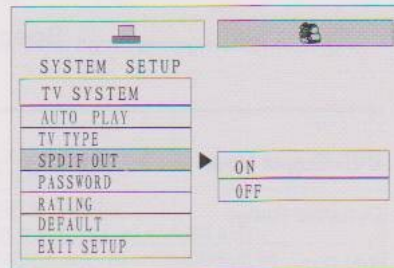 SYSTEM SETUP
TV SYSTEM
AUTO PLAY
TV TYPE
SPDIF OUT
PASSWORD
RATING
DEFAULT
EXIT SETUP
ON
OFF